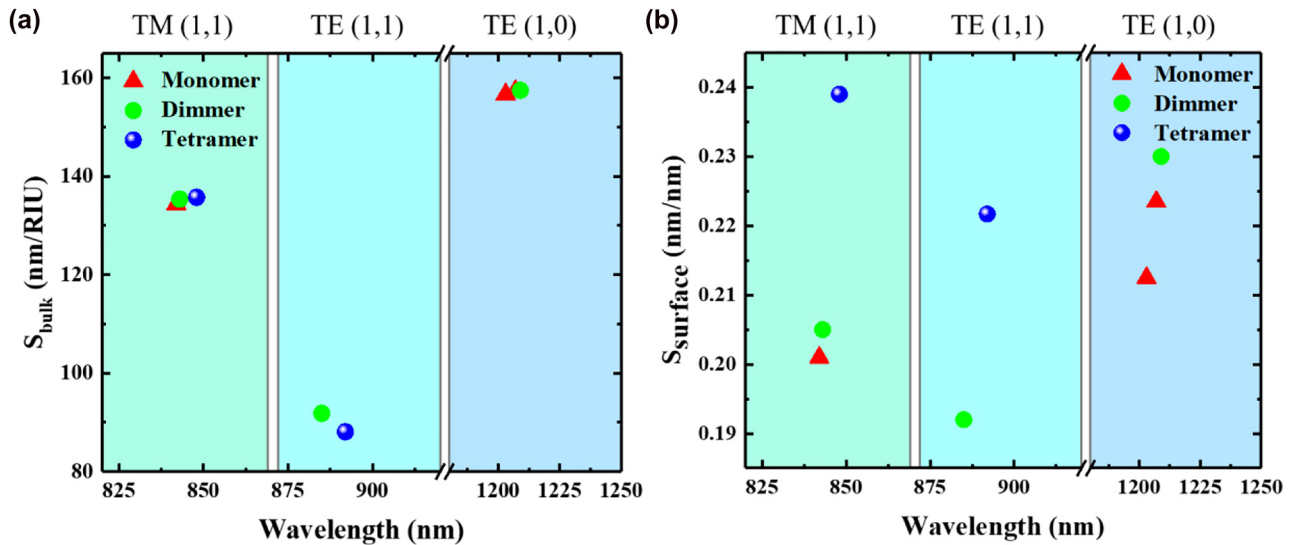 (a)
TM (1,1) TE (1,1) TE (1,0)
160
140
120
100
80
S_bulk (nm/RIU)
Monomer
Dimmer
Tetramer
825 850 875 900 1200 1225 1250
Wavelength (nm)
(b)
TM (1,1) TE (1,1) TE (1,0)
0.24
0.23
0.22
0.21
0.20
0.19
S_surface (nm/nm)
Monomer
Dimmer
Tetramer
825 850 875 900 1200 1225 1250
Wavelength (nm)